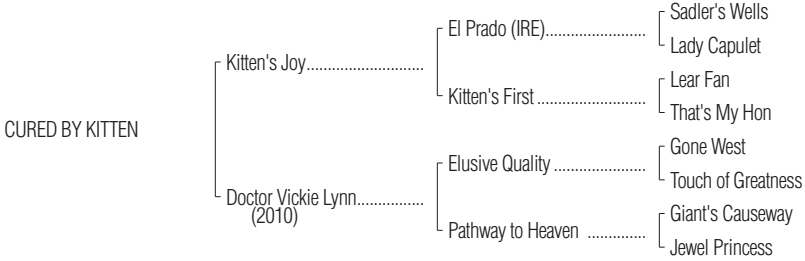 Sadler's Wells
El Prado (IRE)........................
Lady Capulet
Kitten's Joy............................
Lear Fan
Kitten's First ..........................
That's My Hon
CURED BY KITTEN
Gone West
Elusive Quality ......................
Touch of Greatness
Doctor Vickie Lynn................
(2010)
Giant's Causeway
Pathway to Heaven ..............
Jewel Princess